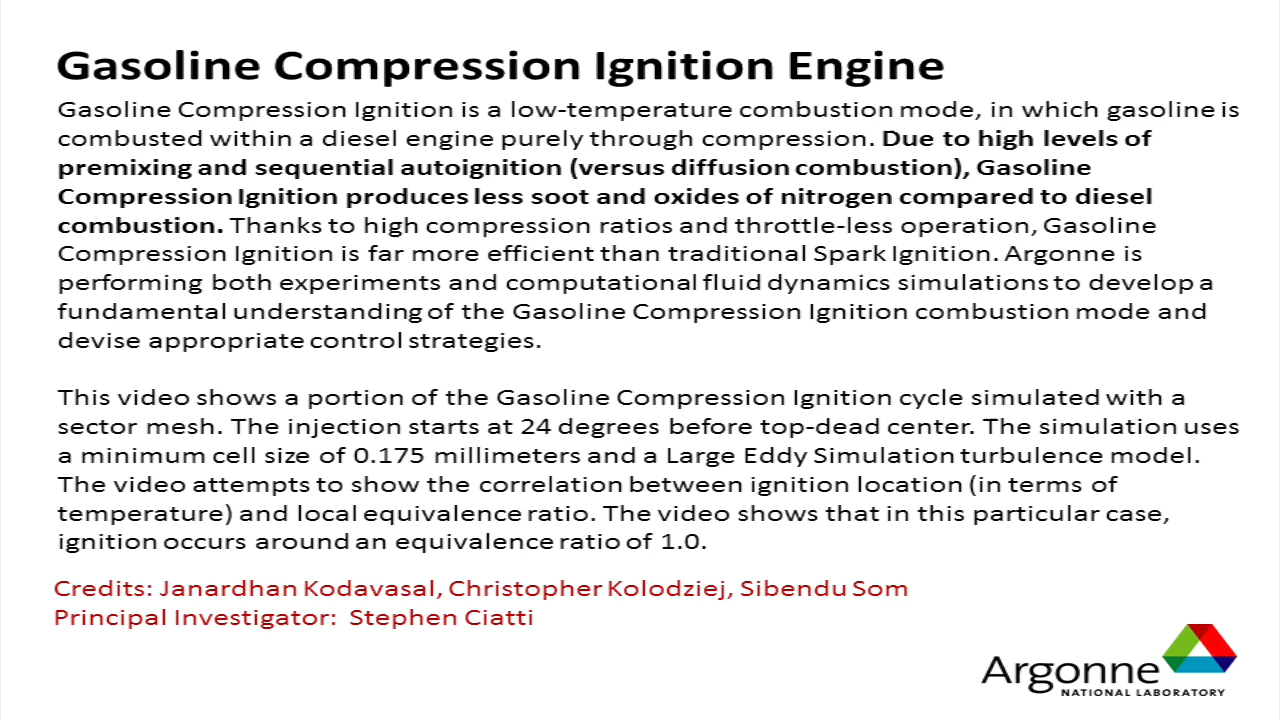 Gasoline Compression Ignition Engine
Gasoline Compression Ignition is a low-temperature combustion mode, in which gasoline is
combusted within a diesel engine purely through compression. Due to high levels of
premixing and sequential autoignition (versus diffusion combustion), Gasoline
Compression Ignition produces less soot and oxides of nitrogen compared to diesel
combustion. Thanks to high compression ratios and throttle-less operation, Gasoline
Compression Ignition is far more efficient than traditional Spark Ignition. Argonne is
performing both experiments and computational fluid dynamics simulations to develop a
fundamental understanding of the Gasoline Compression Ignition combustion mode and
devise appropriate control strategies.
This video shows a portion of the Gasoline Compression Ignition cycle simulated with a
sector mesh. The injection starts at 24 degrees before top-dead center. The simulation uses
a minimum cell size of 0.175 millimeters and a Large Eddy Simulation turbulence model.
The video attempts to show the correlation between ignition location (in terms of
temperature) and local equivalence ratio. The video shows that in this particular case,
ignition occurs around an equivalence ratio of 1.0.
Credits: Janardhan Kodavasal, Christopher Kolodziej, Sibendu Som
Principal Investigator:  Stephen Ciatti
Argonne
NATIONAL LABORATORY